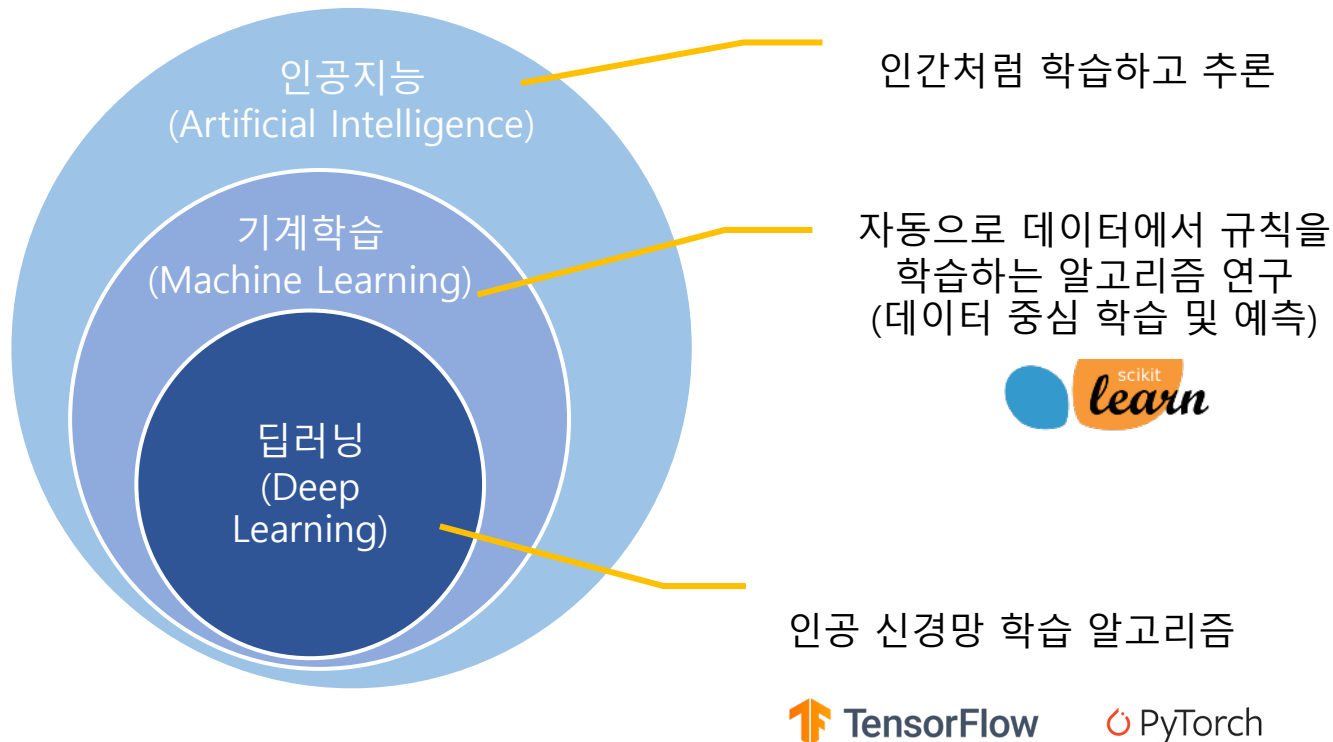 인공지능
(Artificial Intelligence)
인간처럼 학습하고 추론
기계학습
(Machine Learning)
자동으로 데이터에서 규칙을
학습하는 알고리즘 연구
(데이터 중심 학습 및 예측)
scikit
learn
딥러닝
(Deep
Learning)
인공 신경망 학습 알고리즘
TensorFlow
PyTorch